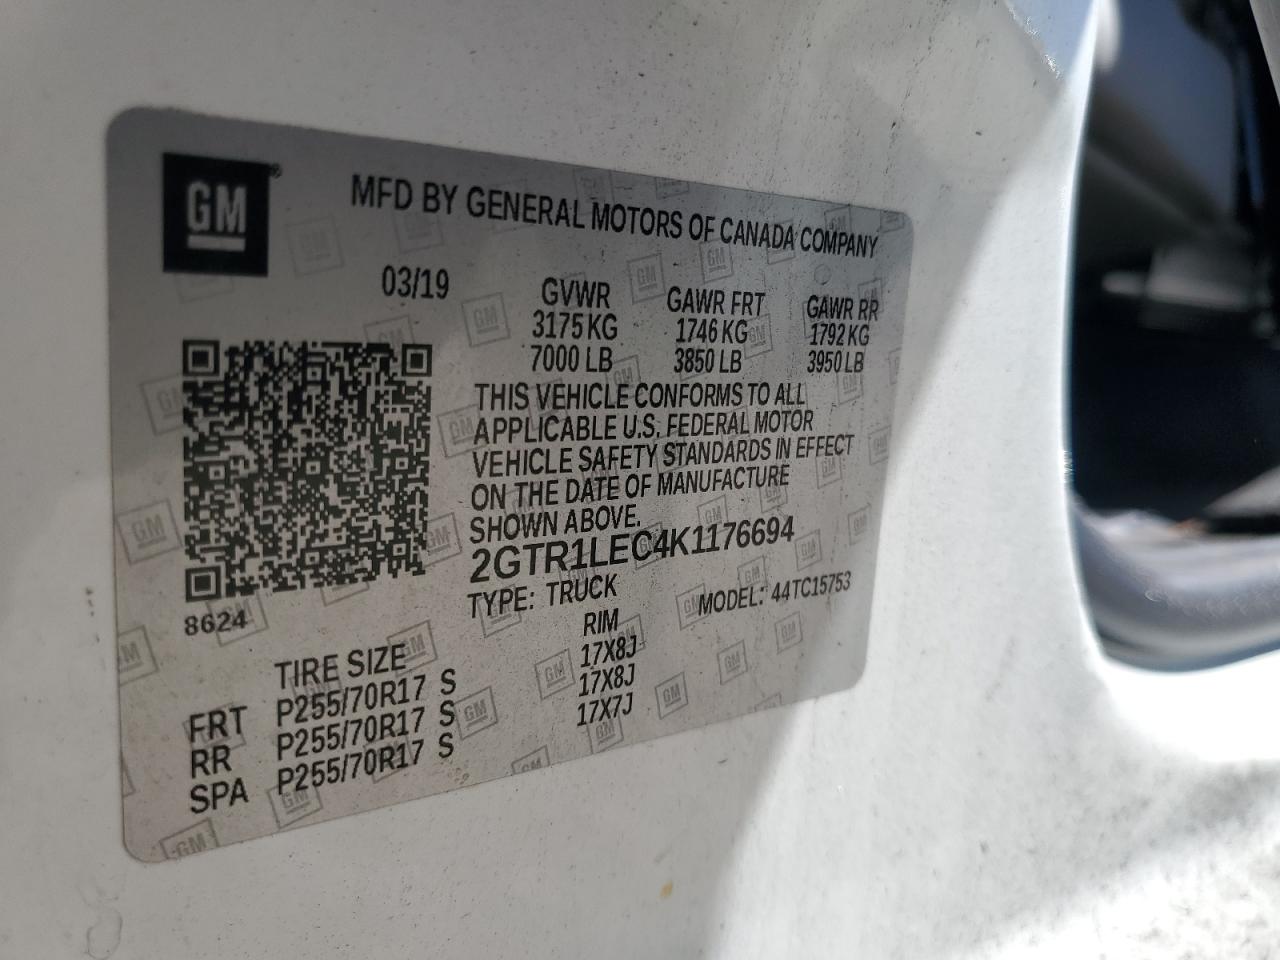 GM
MFD BY GENERAL MOTORS OF CANADA COMPANY
03/19 GVWR GAWR FRT GAWR RR
3175 KG 1746 KG 1792 KG
7000 LB 3850 LB 3950 LB
THIS VEHICLE CONFORMS TO ALL
APPLICABLE U.S. FEDERAL MOTOR
VEHICLE SAFETY STANDARDS IN EFFECT
ON THE DATE OF MANUFACTURE
SHOWN ABOVE.
2GTR1LEC4K1176694
TYPE: TRUCK MODEL: 44TC15753
8624
TIRE SIZE RIM
FRT P255/70R17 S 17X8J
RR P255/70R17 S 17X8J
SPA P255/70R17 S 17X7J